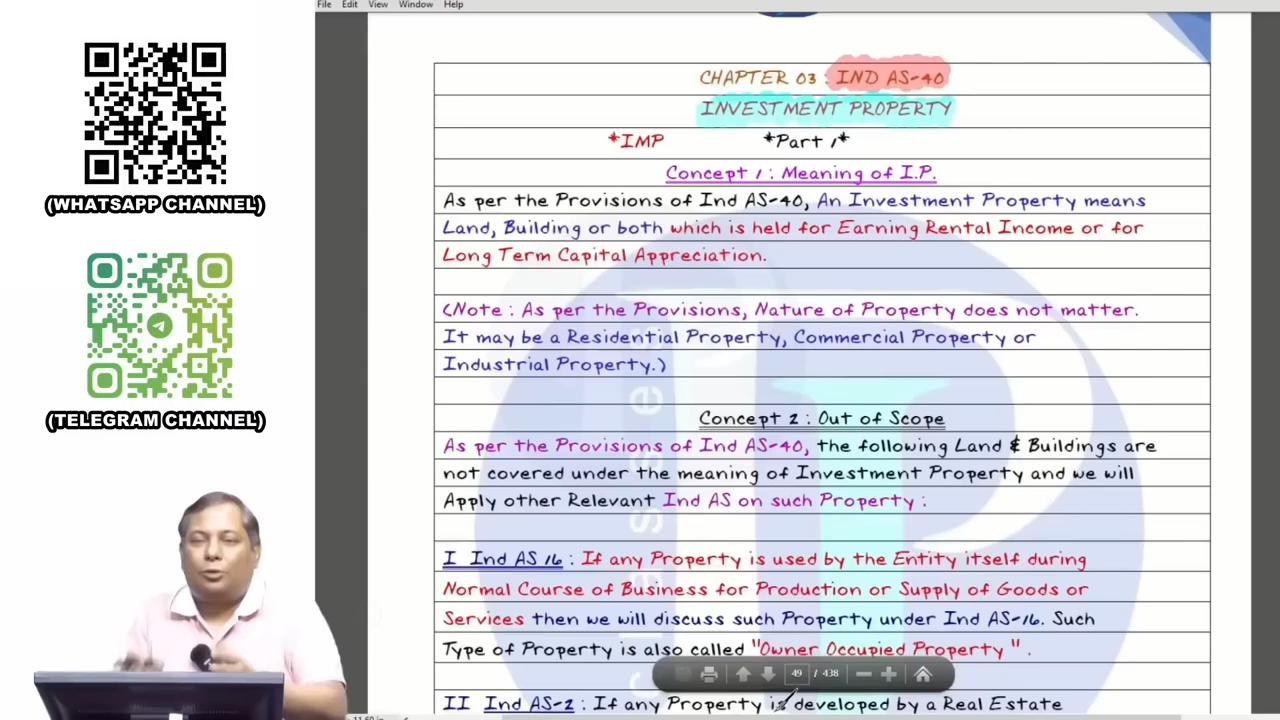 File Edit View Window Help
(WHATSAPP CHANNEL)
(TELEGRAM CHANNEL)
CHAPTER 03 : IND AS-40
INVESTMENT PROPERTY
*IMP *Part 1*
Concept 1 : Meaning of I.P.
As per the Provisions of Ind AS-40, An Investment Property means
Land, Building or both which is held for Earning Rental Income or for
Long Term Capital Appreciation.
(Note : As per the Provisions, Nature of Property does not matter.
It may be a Residential Property, Commercial Property or
Industrial Property.)
Concept 2 : Out of Scope
As per the Provisions of Ind AS-40, the following Land & Buildings are
not covered under the meaning of Investment Property and we will
Apply other Relevant Ind AS on such Property :
I Ind AS 16 : If any Property is used by the Entity itself during
Normal Course of Business for Production or Supply of Goods or
Services then we will discuss such Property under Ind AS-16. Such
Type of Property is also called "Owner Occupied Property" .
49 / 438
II Ind AS-2 : If any Property is developed by a Real Estate